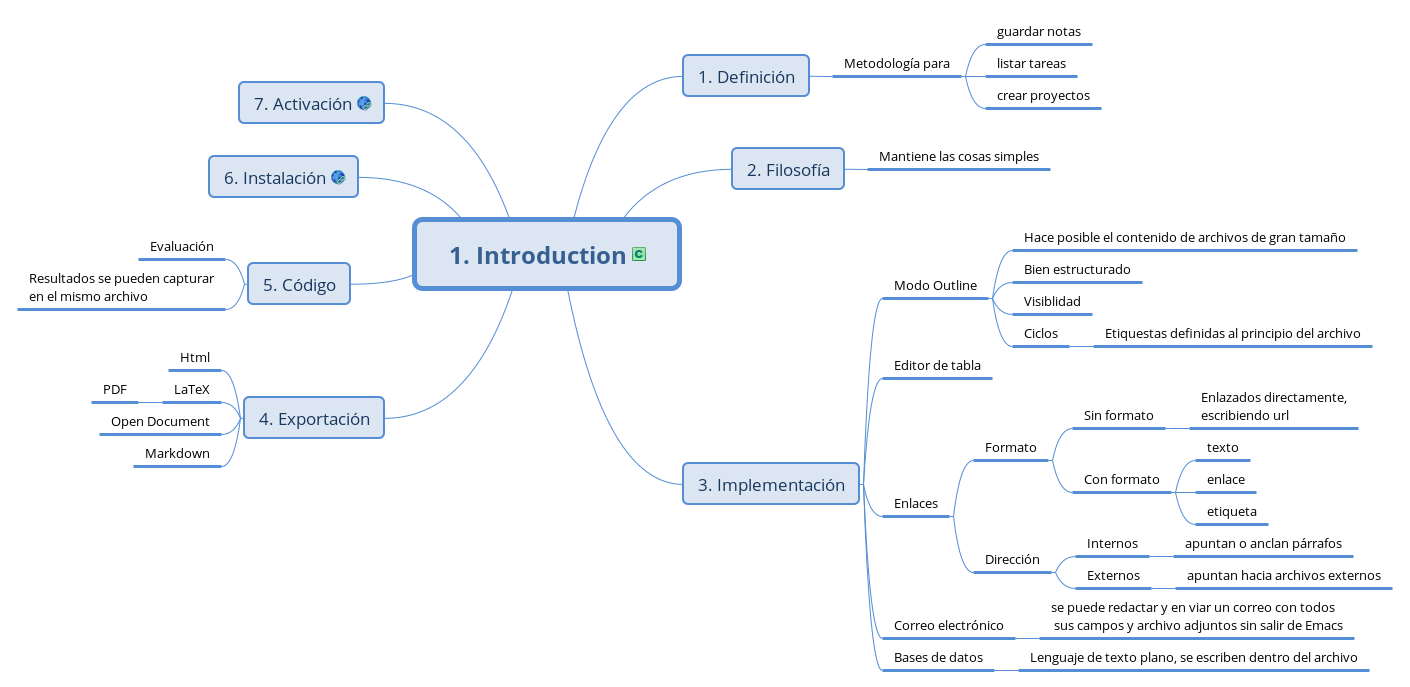 1. Introduction
1. Definición
Metodología para
guardar notas
listar tareas
crear proyectos
2. Filosofía
Mantiene las cosas simples
3. Implementación
Modo Outline
Hace posible el contenido de archivos de gran tamaño
Bien estructurado
Visiblidad
Ciclos
Etiquestas definidas al principio del archivo
Editor de tabla
Enlaces
Formato
Sin formato
Enlazados directamente,
escribiendo url
Con formato
texto
enlace
etiqueta
Dirección
Internos
apuntan o anclan párrafos
Externos
apuntan hacia archivos externos
Correo electrónico
se puede redactar y en viar un correo con todos
sus campos y archivo adjuntos sin salir de Emacs
Bases de datos
Lenguaje de texto plano, se escriben dentro del archivo
4. Exportación
Html
LaTeX
PDF
Open Document
Markdown
5. Código
Evaluación
Resultados se pueden capturar
en el mismo archivo
6. Instalación
7. Activación